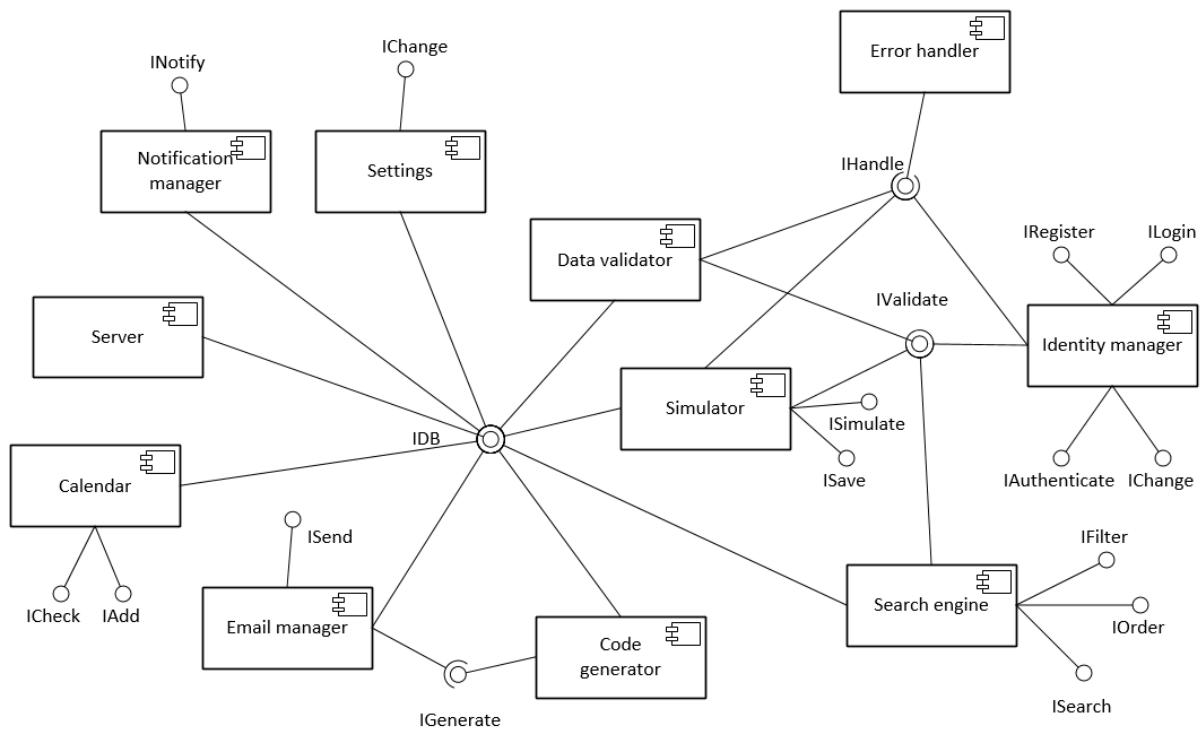 Error handler
IChange
INotify
Notification
manager
Settings
IHandle
IRegister
ILogin
Data validator
IValidate
Server
Identity manager
Simulator
ISimulate
IDB
ISave
IAuthenticate
IChange
Calendar
ISend
IFilter
ICheck
IAdd
Email manager
Search engine
IOrder
Code
generator
ISearch
IGenerate